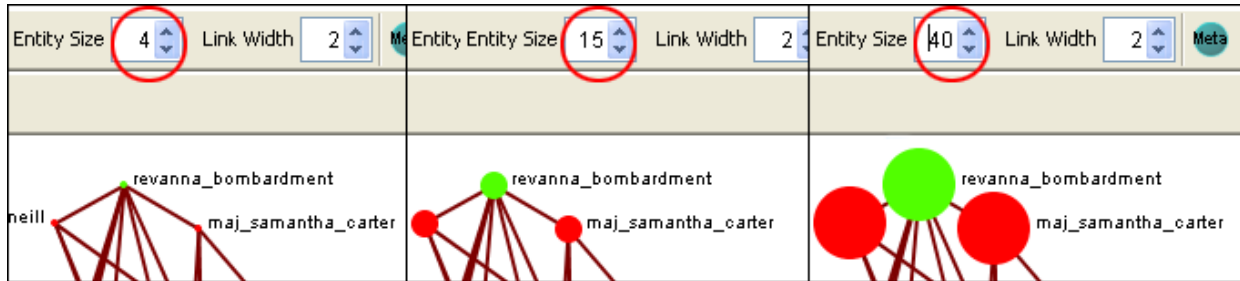 Entity Size 4 Link Width 2 Me
revanna_bombardment
neill
maj_samantha_carter
Entity Entity Size 15 Link Width 2
revanna_bombardment
maj_samantha_carter
Entity Size 40 Link Width 2 Meta
revanna_bombardment
maj_samantha_carter